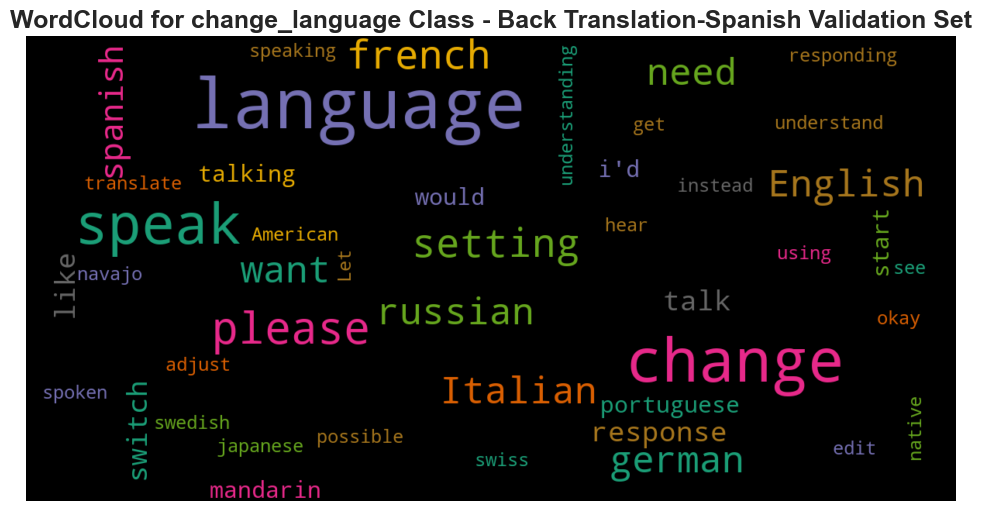 WordCloud for change_language Class - Back Translation-Spanish Validation Set
speaking
french
responding
spanish
language
understanding
need
get
understand
translate
talking
i'd
instead
English
would
speak
American
setting
hear
start
like
navajo
want
Let
using
see
please
russian
talk
okay
change
adjust
spoken
switch
Italian
portuguese
swedish
japanese
possible
response
native
swiss
german
edit
mandarin